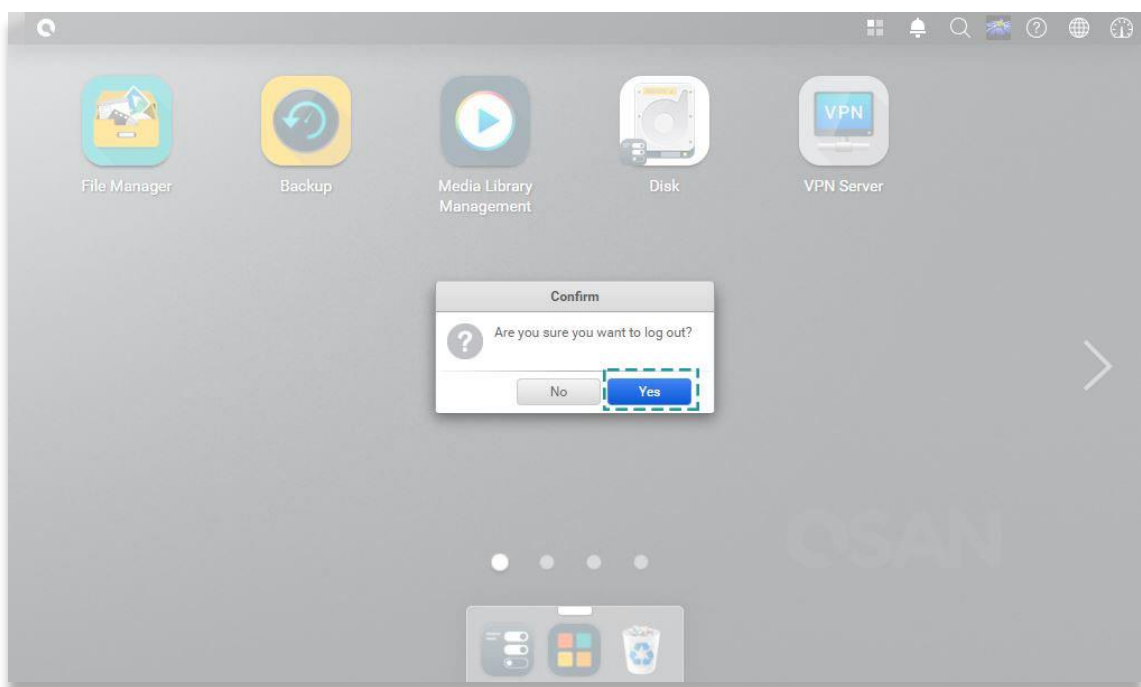 VPN
File Manager
Backup
Media Library
Management
Disk
VPN Server
Confirm
Are you sure you want to log out?
No
Yes
QSAN